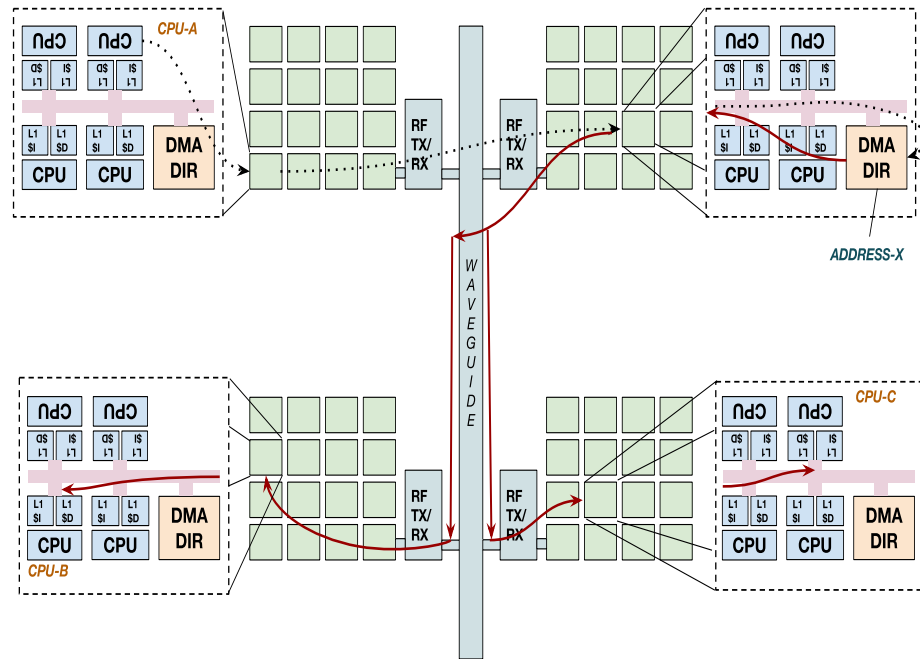 CPU
CPU
CPU-A
$D
L1
$I
L1
$D
L1
$I
L1
L1
$I
L1
$D
L1
$I
L1
$D
DMA
DIR
CPU
CPU
RF
TX/
RX
RF
TX/
RX
CPU
CPU
$D
L1
$I
L1
$D
L1
$I
L1
L1
$I
L1
$D
L1
$I
L1
$D
DMA
DIR
CPU
CPU
ADDRESS-X
WAVEGUIDE
CPU
CPU
$D
L1
$I
L1
$D
L1
$I
L1
L1
$I
L1
$D
L1
$I
L1
$D
DMA
DIR
CPU
CPU
CPU-B
RF
TX/
RX
RF
TX/
RX
CPU-C
CPU
CPU
$D
L1
$I
L1
$D
L1
$I
L1
L1
$I
L1
$D
L1
$I
L1
$D
DMA
DIR
CPU
CPU